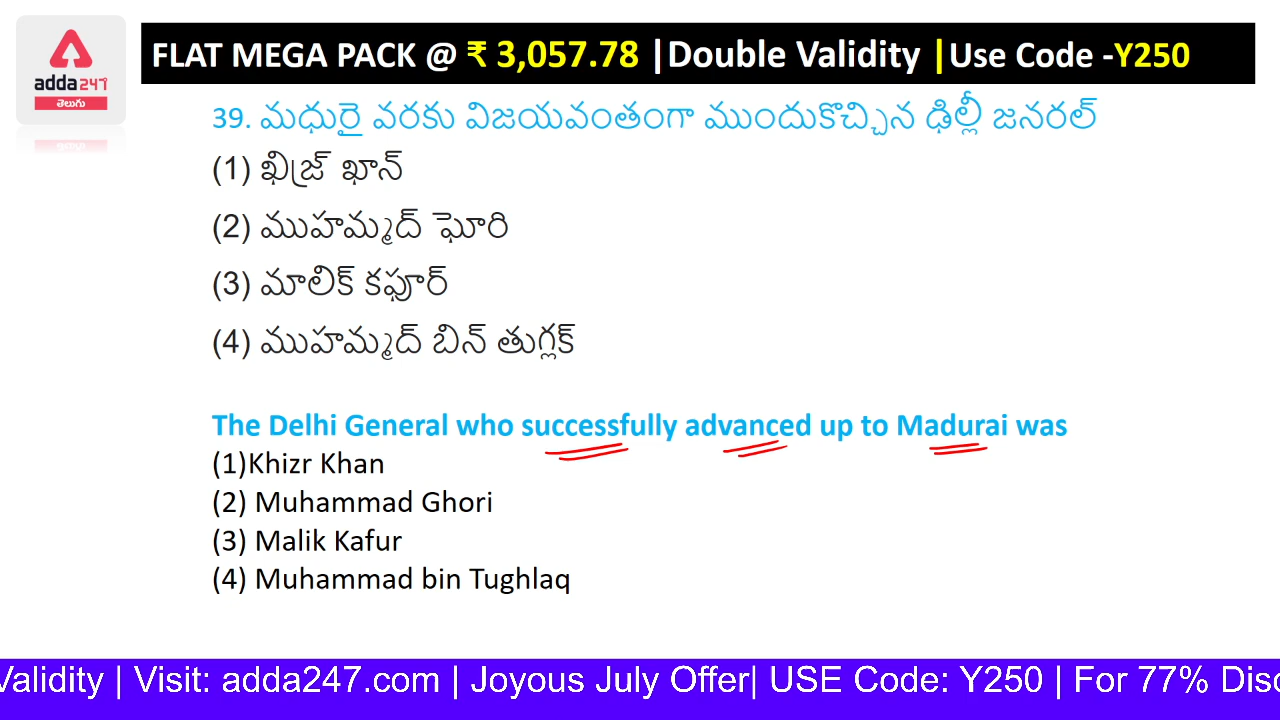 adda247
తెలుగు
FLAT MEGA PACK @ ₹ 3,057.78 |Double Validity |Use Code -Y250
39. మధురై వరకు విజయవంతంగా ముందుకొచ్చిన ఢిల్లీ జనరల్
(1) ఖిజ్ర్ ఖాన్
(2) ముహమ్మద్ ఘోరి
(3) మాలిక్ కఫూర్
(4) ముహమ్మద్ బిన్ తుగ్లక్
The Delhi General who successfully advanced up to Madurai was
(1)Khizr Khan
(2) Muhammad Ghori
(3) Malik Kafur
(4) Muhammad bin Tughlaq
Validity | Visit: adda247.com | Joyous July Offer| USE Code: Y250 | For 77% Disc